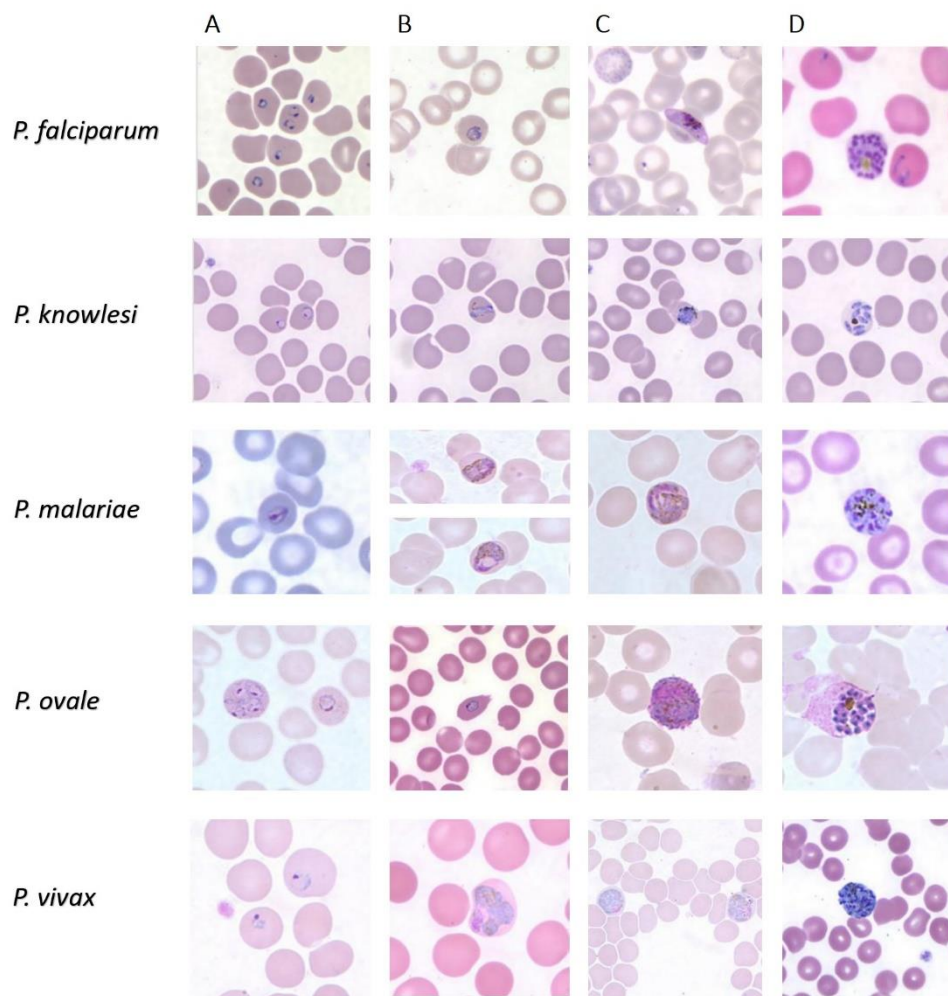 A B C D
P. falciparum
P. knowlesi
P. malariae
P. ovale
P. vivax